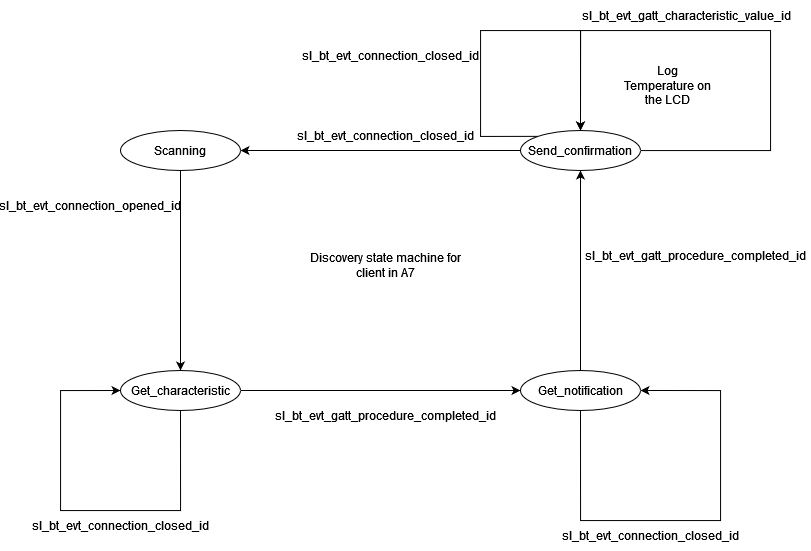 sl_bt_evt_gatt_characteristic_value_id
sl_bt_evt_connection_closed_id
Log
Temperature on
the LCD
sl_bt_evt_connection_closed_id
Scanning
Send_confirmation
sl_bt_evt_connection_opened_id
Discovery state machine for
client in A7
sl_bt_evt_gatt_procedure_completed_id
Get_characteristic
Get_notification
sl_bt_evt_gatt_procedure_completed_id
sl_bt_evt_connection_closed_id
sl_bt_evt_connection_closed_id